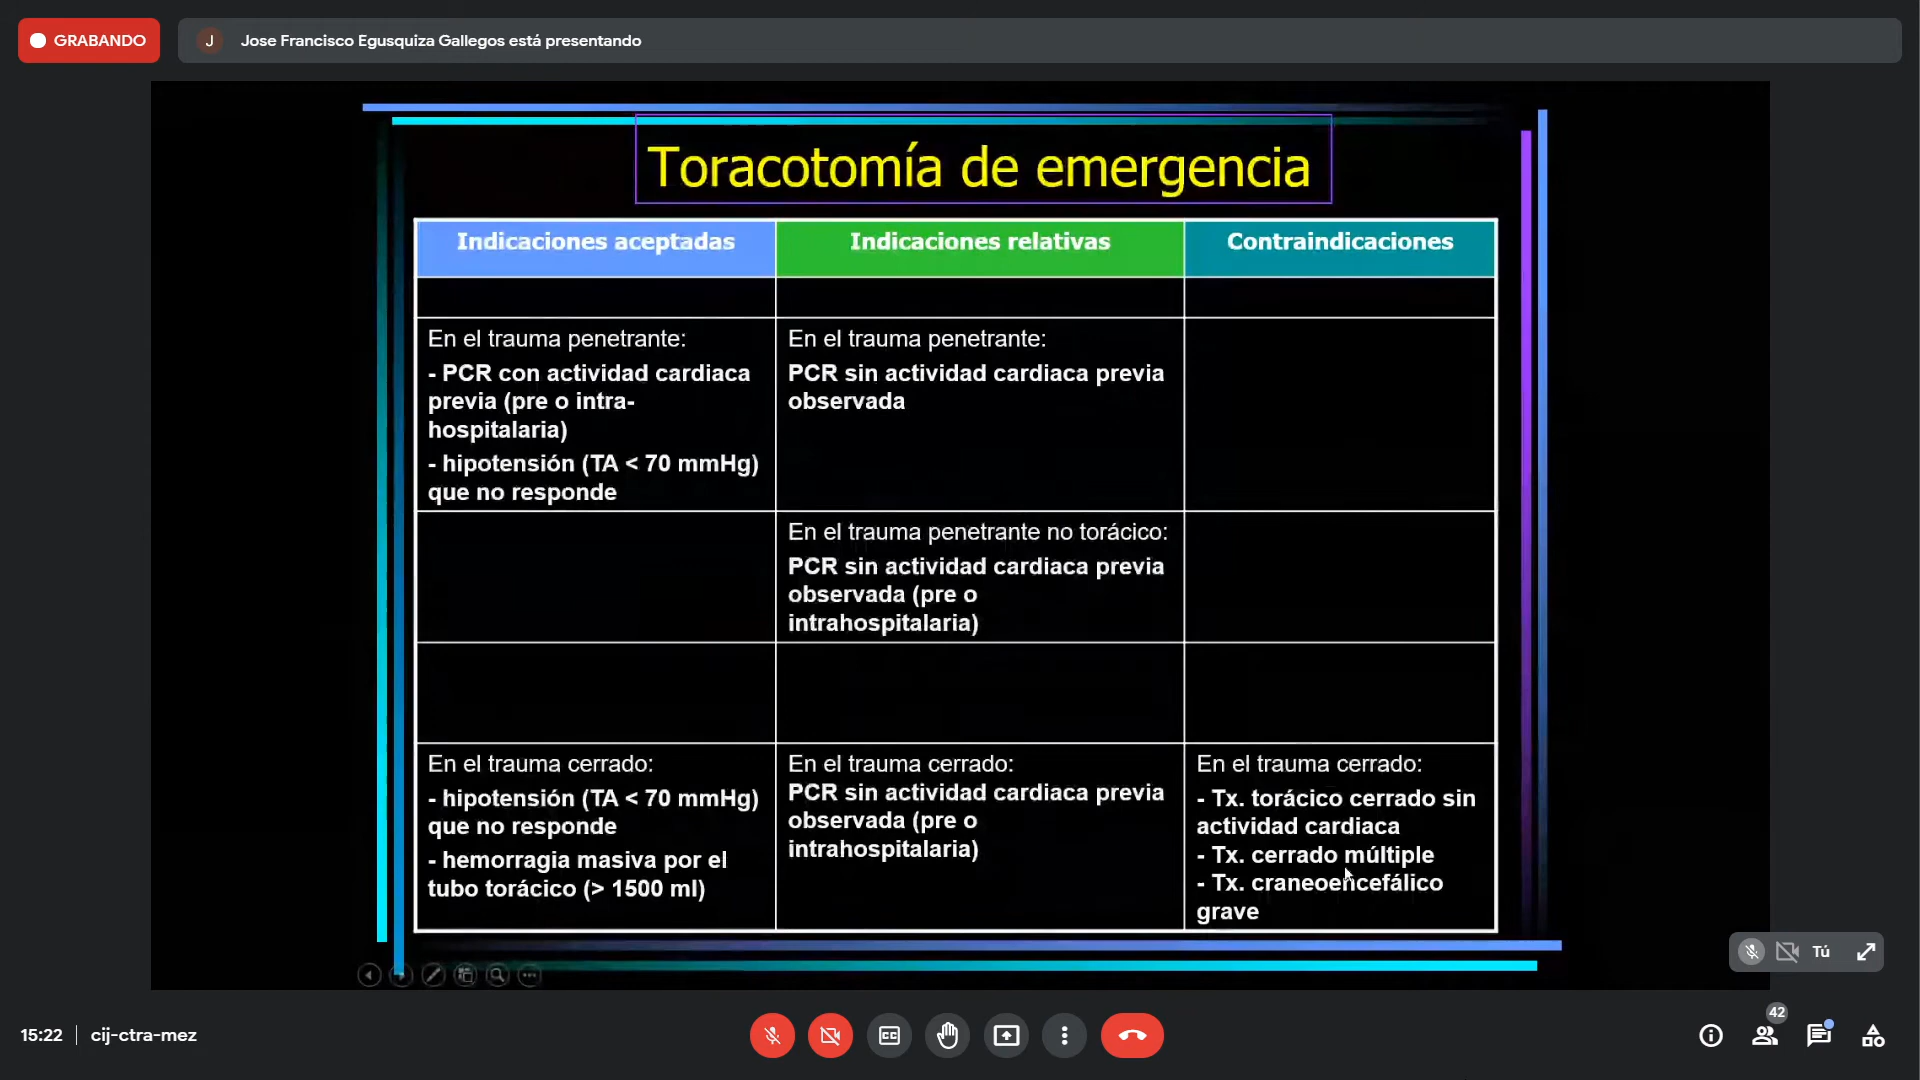 GRABANDO
J
Jose Francisco Egusquiza Gallegos está presentando
Toracotomía de emergencia
Indicaciones aceptadas
Indicaciones relativas
Contraindicaciones
En el trauma penetrante:
- PCR con actividad cardiaca
previa (pre o intra-
hospitalaria)
- hipotensión (TA < 70 mmHg)
que no responde
En el trauma penetrante:
PCR sin actividad cardiaca previa
observada
En el trauma penetrante no torácico:
PCR sin actividad cardiaca previa
observada (pre o
intrahospitalaria)
En el trauma cerrado:
- hipotensión (TA < 70 mmHg)
que no responde
- hemorragia masiva por el
tubo torácico (> 1500 ml)
En el trauma cerrado:
PCR sin actividad cardiaca previa
observada (pre o
intrahospitalaria)
En el trauma cerrado:
- Tx. torácico cerrado sin
actividad cardiaca
- Tx. cerrado múltiple
- Tx. craneoencefálico
grave
Tú
15:22
cij-ctra-mez
CC
42